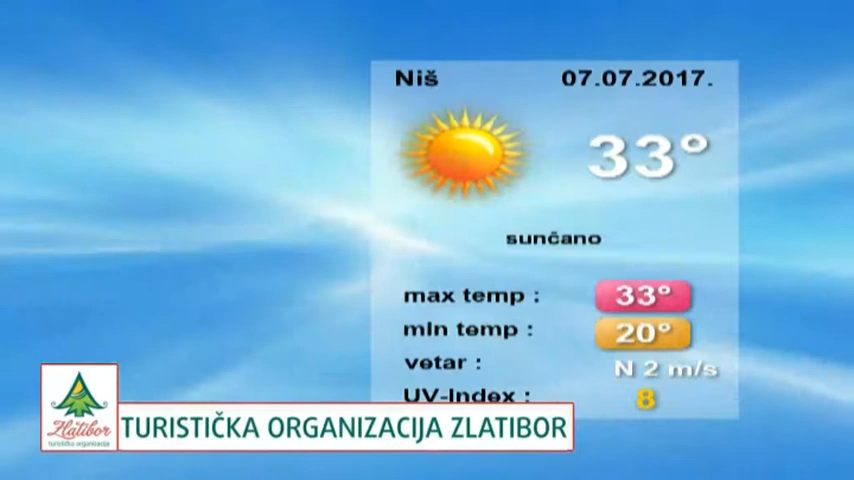 Niš 07.07.2017.
33°
sunčano
max temp : 33°
min temp : 20°
vetar : N 2 m/s
UV-Index : 8
Zlatibor
turistička organizacija
TURISTIČKA ORGANIZACIJA ZLATIBOR